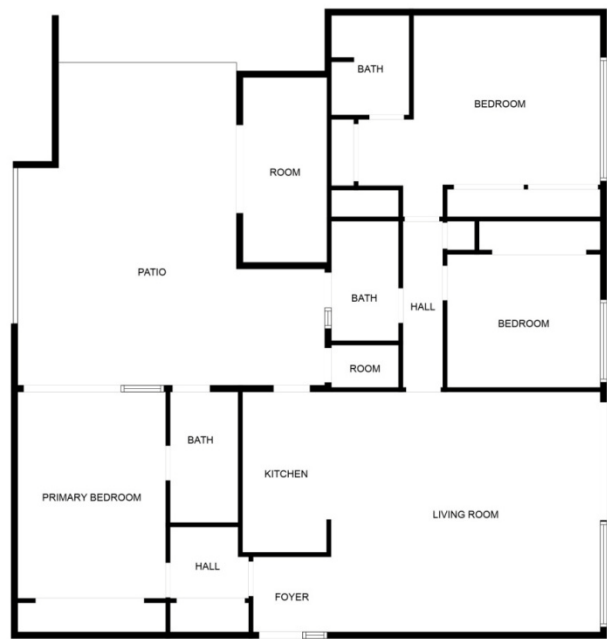 BATH
BEDROOM
ROOM
PATIO
BATH
HALL
BEDROOM
ROOM
BATH
KITCHEN
PRIMARY BEDROOM
LIVING ROOM
HALL
FOYER